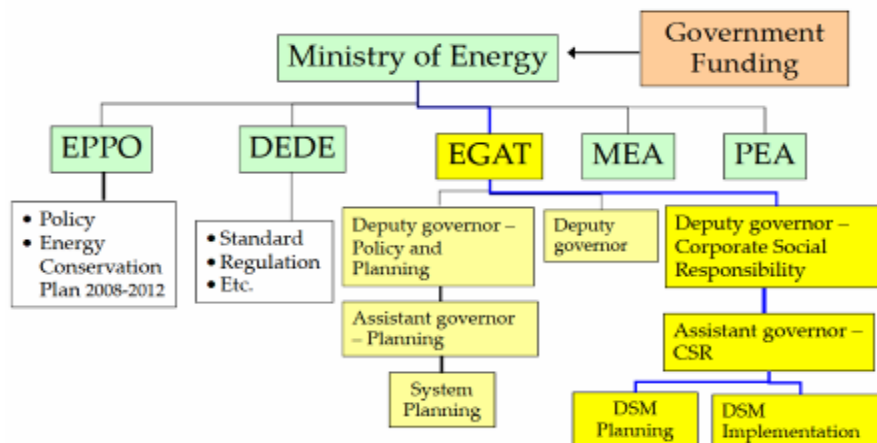 Government
Funding
Ministry of Energy
EPPO
DEDE
EGAT
MEA
PEA
• Policy
• Energy
Conservation
Plan 2008-2012
• Standard
• Regulation
• Etc.
Deputy governor –
Policy and
Planning
Deputy
governor
Deputy governor –
Corporate Social
Responsibility
Assistant governor
– Planning
Assistant governor –
CSR
System
Planning
DSM
Planning
DSM
Implementation